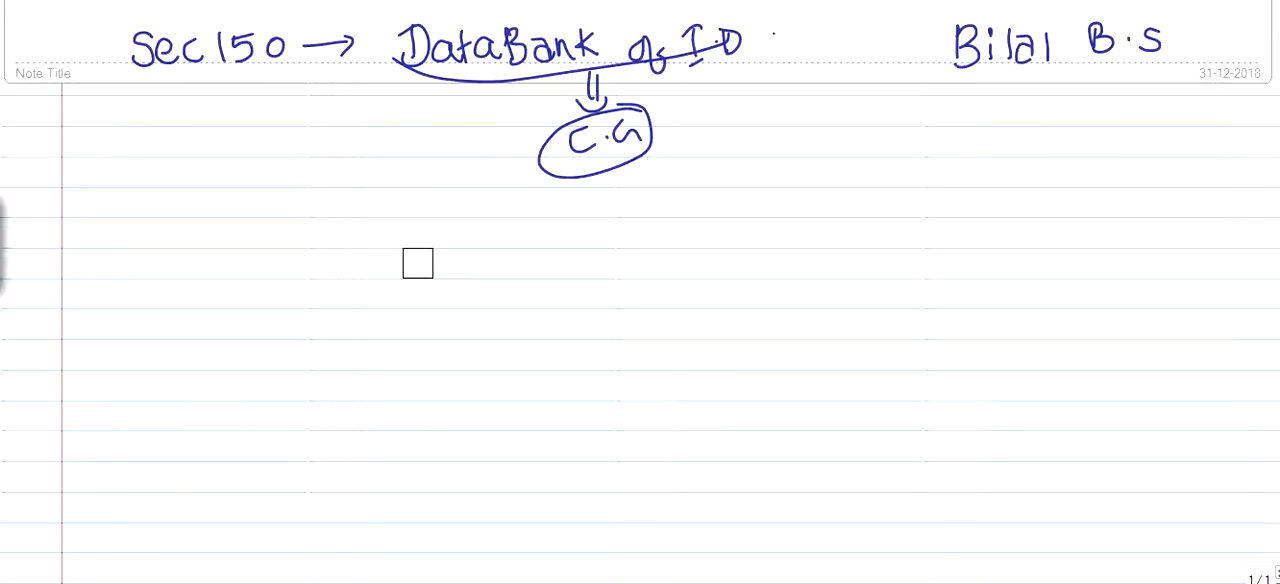 Sec 150 → DataBank of I.D Bilal B.S
Note Title 31-12-2018
C.G
1/1